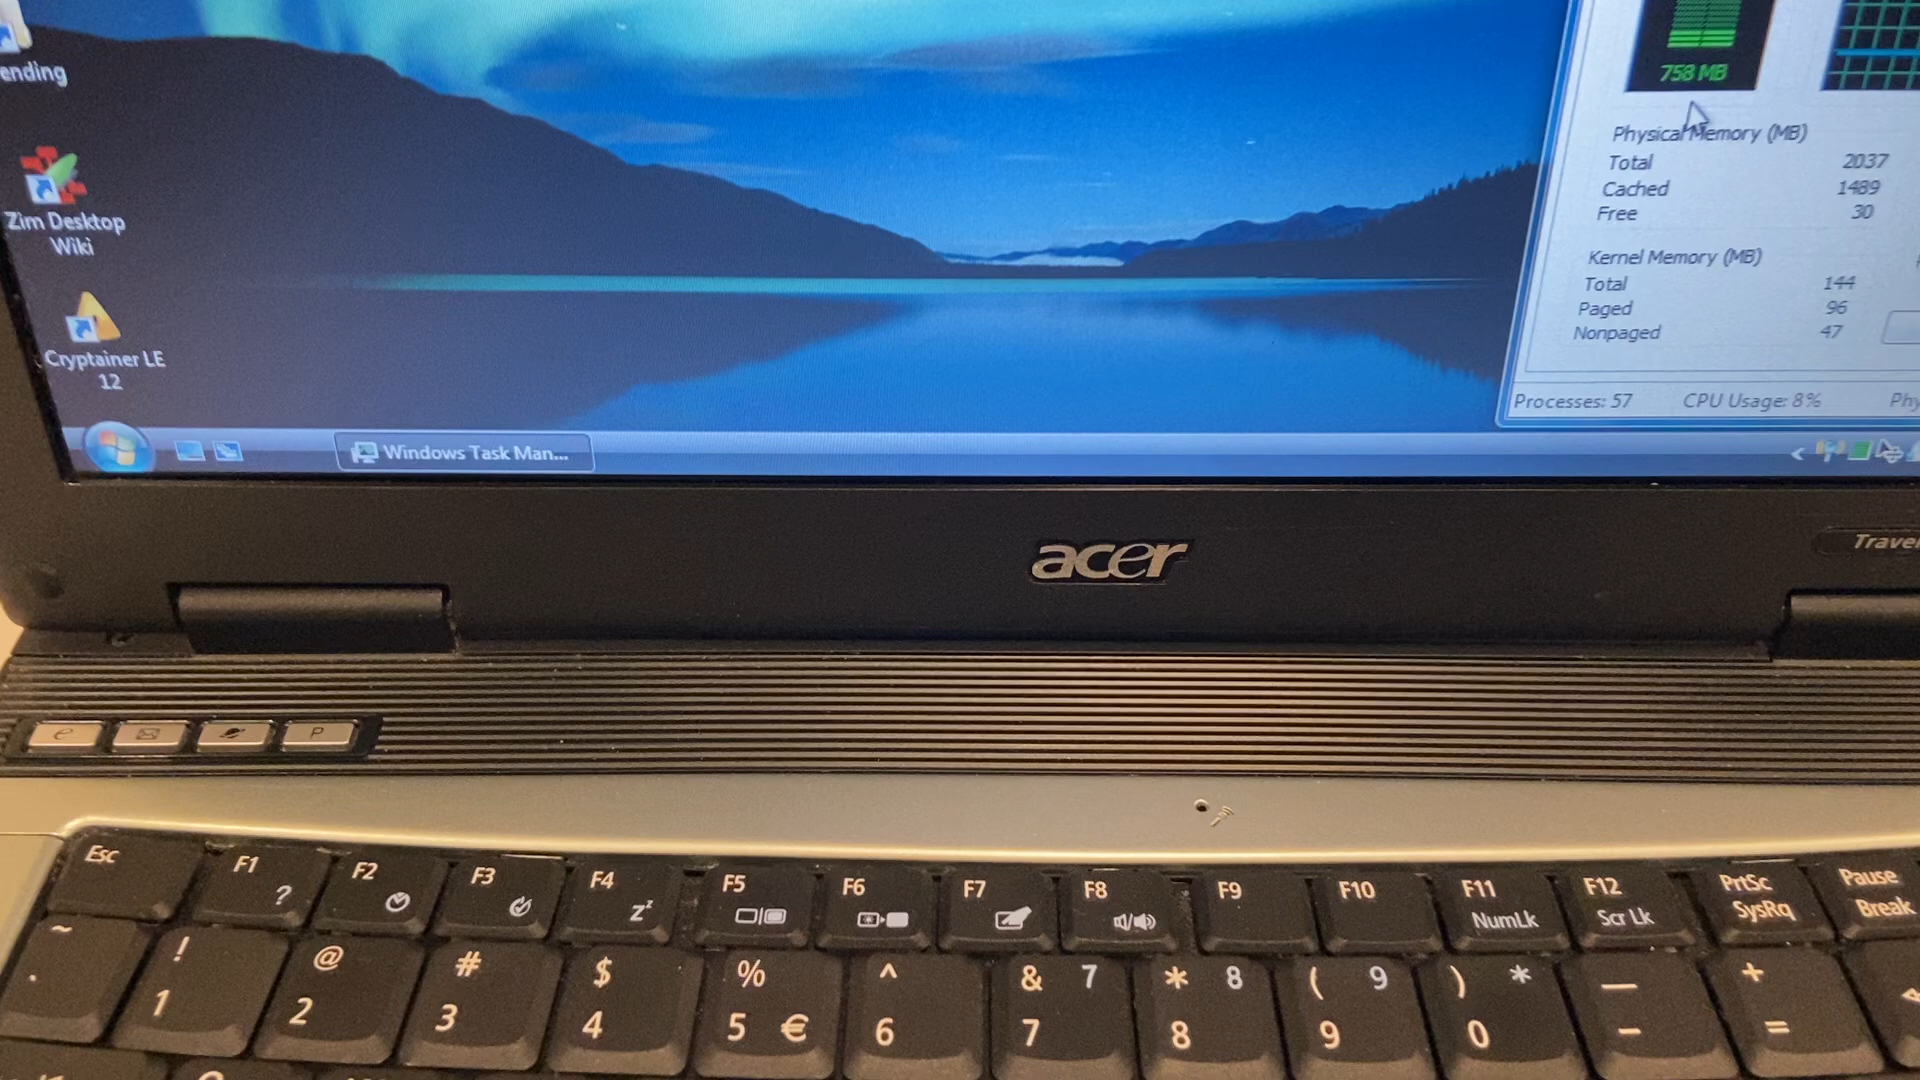 ending
Zim Desktop
Wiki
Cryptainer LE
12
758 MB
Physical Memory (MB)
Total 2037
Cached 1489
Free 30
Kernel Memory (MB)
Total 144
Paged 96
Nonpaged 47
Processes: 57 CPU Usage: 8% Phy
Windows Task Man...
acer
Travel
e P
Esc F1 F2 F3 F4 F5 F6 F7 F8 F9 F10 F11 F12 PrtSc Pause
? Zz NumLk Scr Lk SysRq Break
~ ! @ # $ % ^ & 7 * 8 ( 9 ) * _ +
1 2 3 4 5 € 6 7 8 9 0 - =